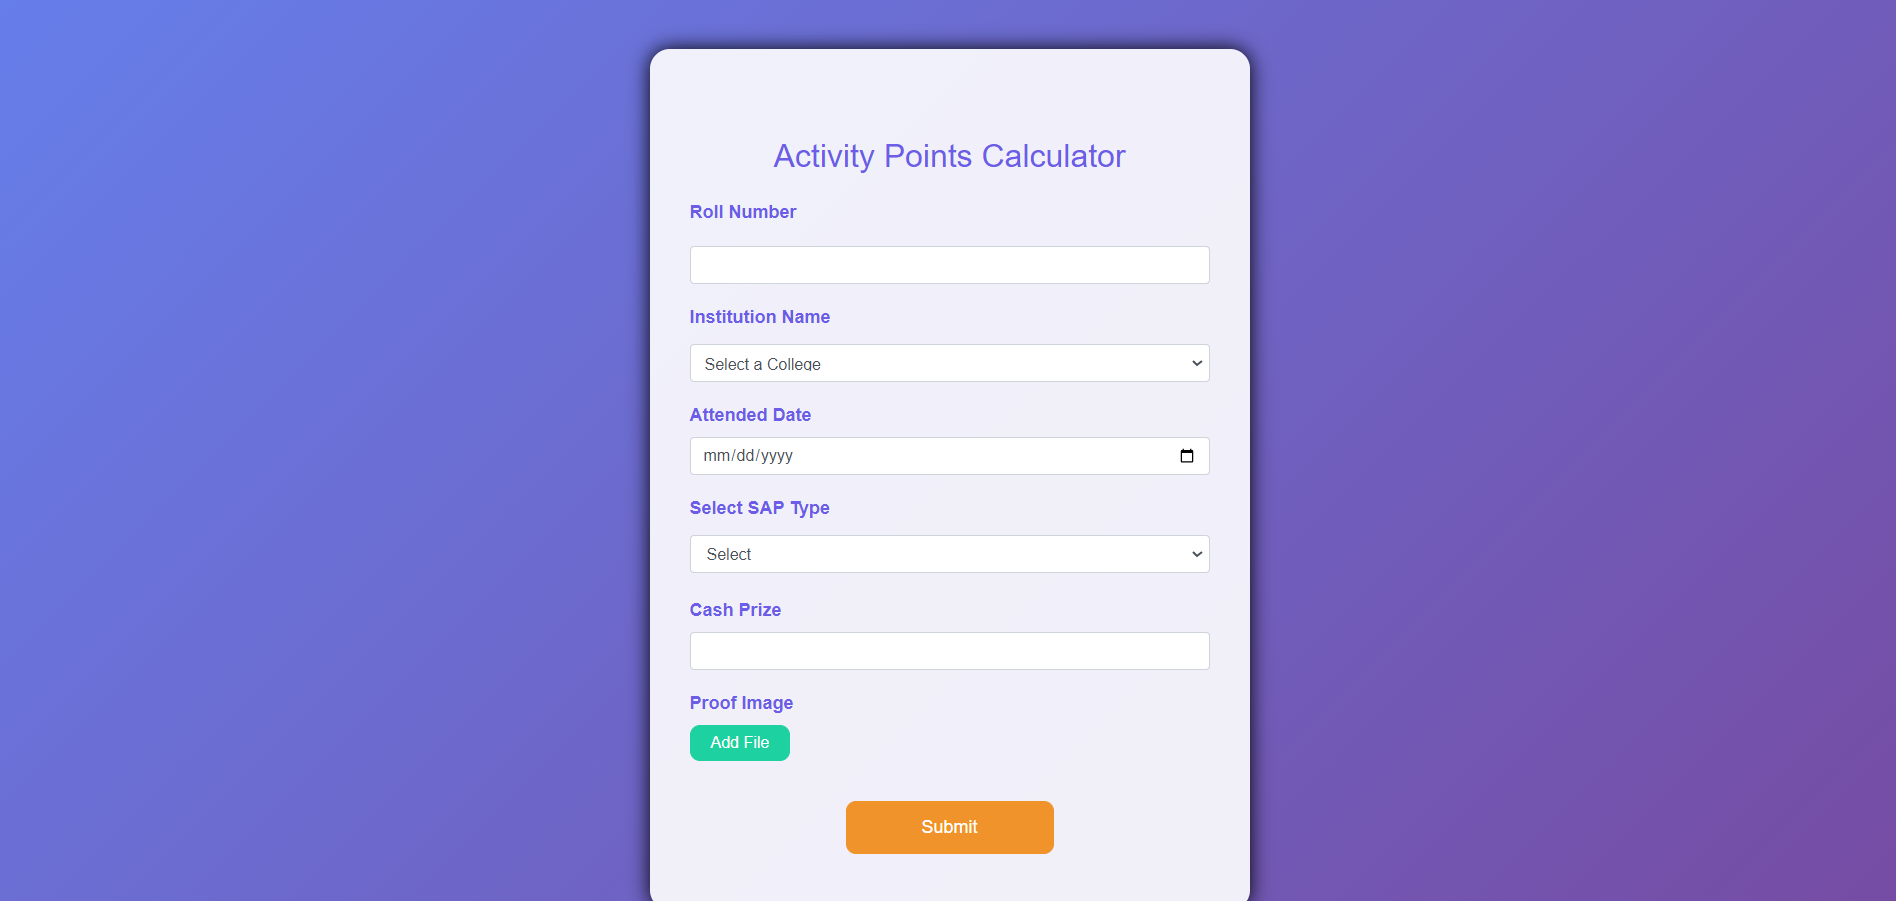 Activity Points Calculator
Roll Number
Institution Name
Select a College
Attended Date
mm/dd/yyyy
Select SAP Type
Select
Cash Prize
Proof Image
Add File
Submit